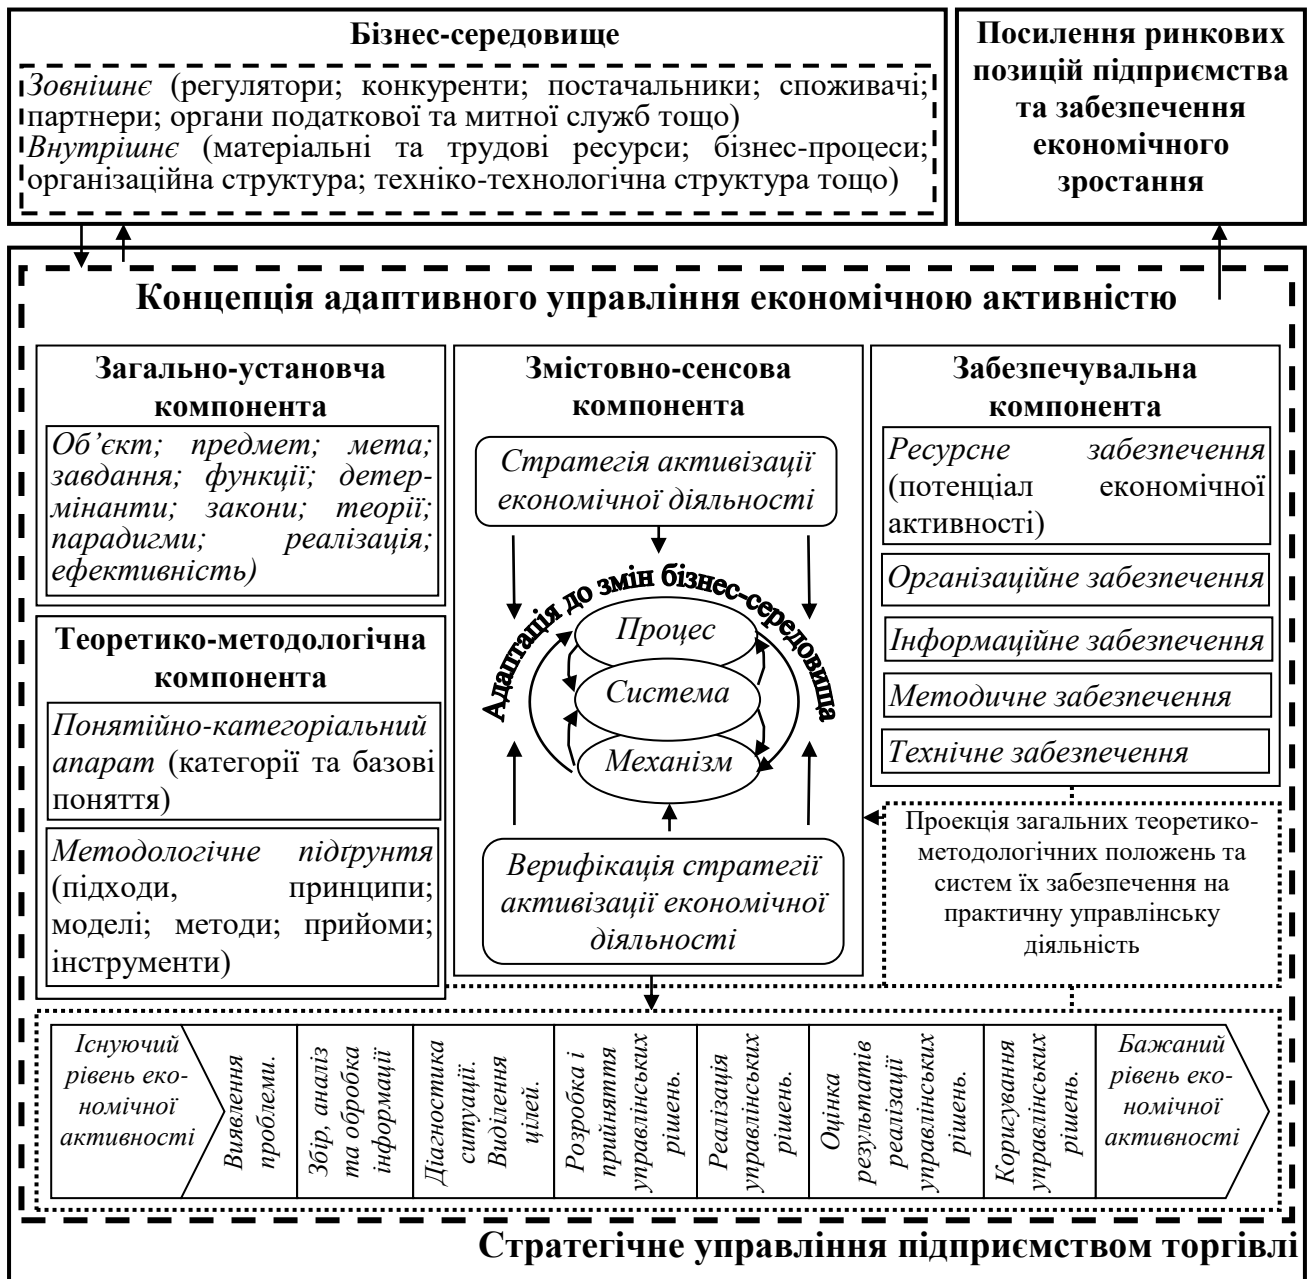 Бізнес-середовище
Зовнішнє (регулятори; конкуренти; постачальники; споживачі;
партнери; органи податкової та митної служб тощо)
Внутрішнє (матеріальні та трудові ресурси; бізнес-процеси;
організаційна структура; техніко-технологічна структура тощо)
Посилення ринкових
позицій підприємства
та забезпечення
економічного
зростання
Концепція адаптивного управління економічною активністю
Загально-установча
компонента
Об’єкт; предмет; мета;
завдання; функції; детер-
мінанти; закони; теорії;
парадигми; реалізація;
ефективність)
Теоретико-методологічна
компонента
Понятійно-категоріальний
апарат (категорії та базові
поняття)
Методологічне підґрунтя
(підходи, принципи;
моделі; методи; прийоми;
інструменти)
Змістовно-сенсова
компонента
Стратегія активізації
економічної діяльності
Адаптація до змін бізнес-середовища
Процес
Система
Механізм
Верифікація стратегії
активізації економічної
діяльності
Забезпечувальна
компонента
Ресурсне забезпечення
(потенціал економічної
активності)
Організаційне забезпечення
Інформаційне забезпечення
Методичне забезпечення
Технічне забезпечення
Проекція загальних теоретико-
методологічних положень та
систем їх забезпечення на
практичну управлінську
діяльність
Існуючий
рівень еко-
номічної
активності
Виявлення
проблеми.
Збір, аналіз
та обробка
інформації
Діагностика
ситуації.
Виділення
цілей.
Розробка і
прийняття
управлінських
рішень.
Реалізація
управлінських
рішень.
Оцінка
результатів
реалізації
управлінських
рішень.
Коригування
управлінських
рішень.
Бажаний
рівень еко-
номічної
активності
Стратегічне управління підприємством торгівлі